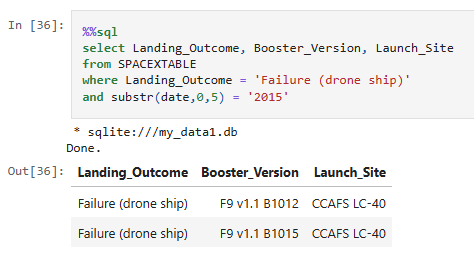 In [36]:
%%sql
select Landing_Outcome, Booster_Version, Launch_Site
from SPACEXTABLE
where Landing_Outcome = 'Failure (drone ship)'
and substr(date,0,5) = '2015'
* sqlite:///my_data1.db
Done.
Out[36]:
Landing_Outcome Booster_Version Launch_Site
Failure (drone ship) F9 v1.1 B1012 CCAFS LC-40
Failure (drone ship) F9 v1.1 B1015 CCAFS LC-40